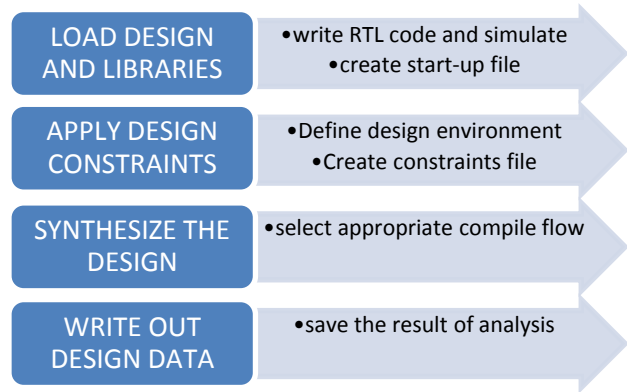 LOAD DESIGN
AND LIBRARIES
•write RTL code and simulate
•create start-up file
APPLY DESIGN
CONSTRAINTS
•Define design environment
•Create constraints file
SYNTHESIZE THE
DESIGN
•select appropriate compile flow
WRITE OUT
DESIGN DATA
•save the result of analysis